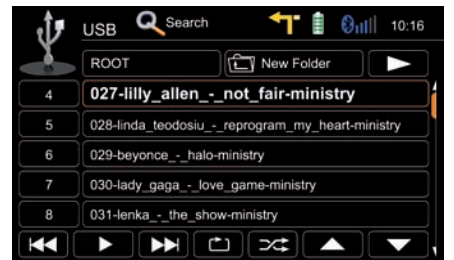 USB Search 10:16
ROOT New Folder
4 027-lilly_allen_-_not_fair-ministry
5 028-linda_teodosiu_-_reprogram_my_heart-ministry
6 029-beyonce_-_halo-ministry
7 030-lady_gaga_-_love_game-ministry
8 031-lenka_-_the_show-ministry